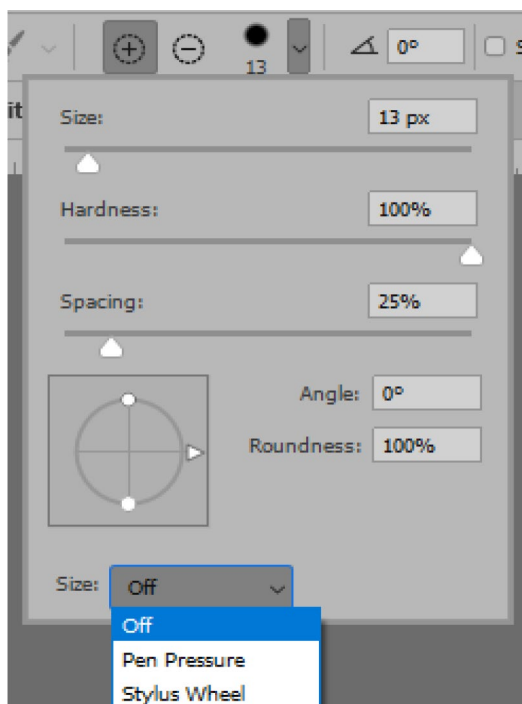 13
0°
S
it
Size:
13 px
Hardness:
100%
Spacing:
25%
Angle: 0°
Roundness: 100%
Size: Off
Off
Pen Pressure
Stylus Wheel